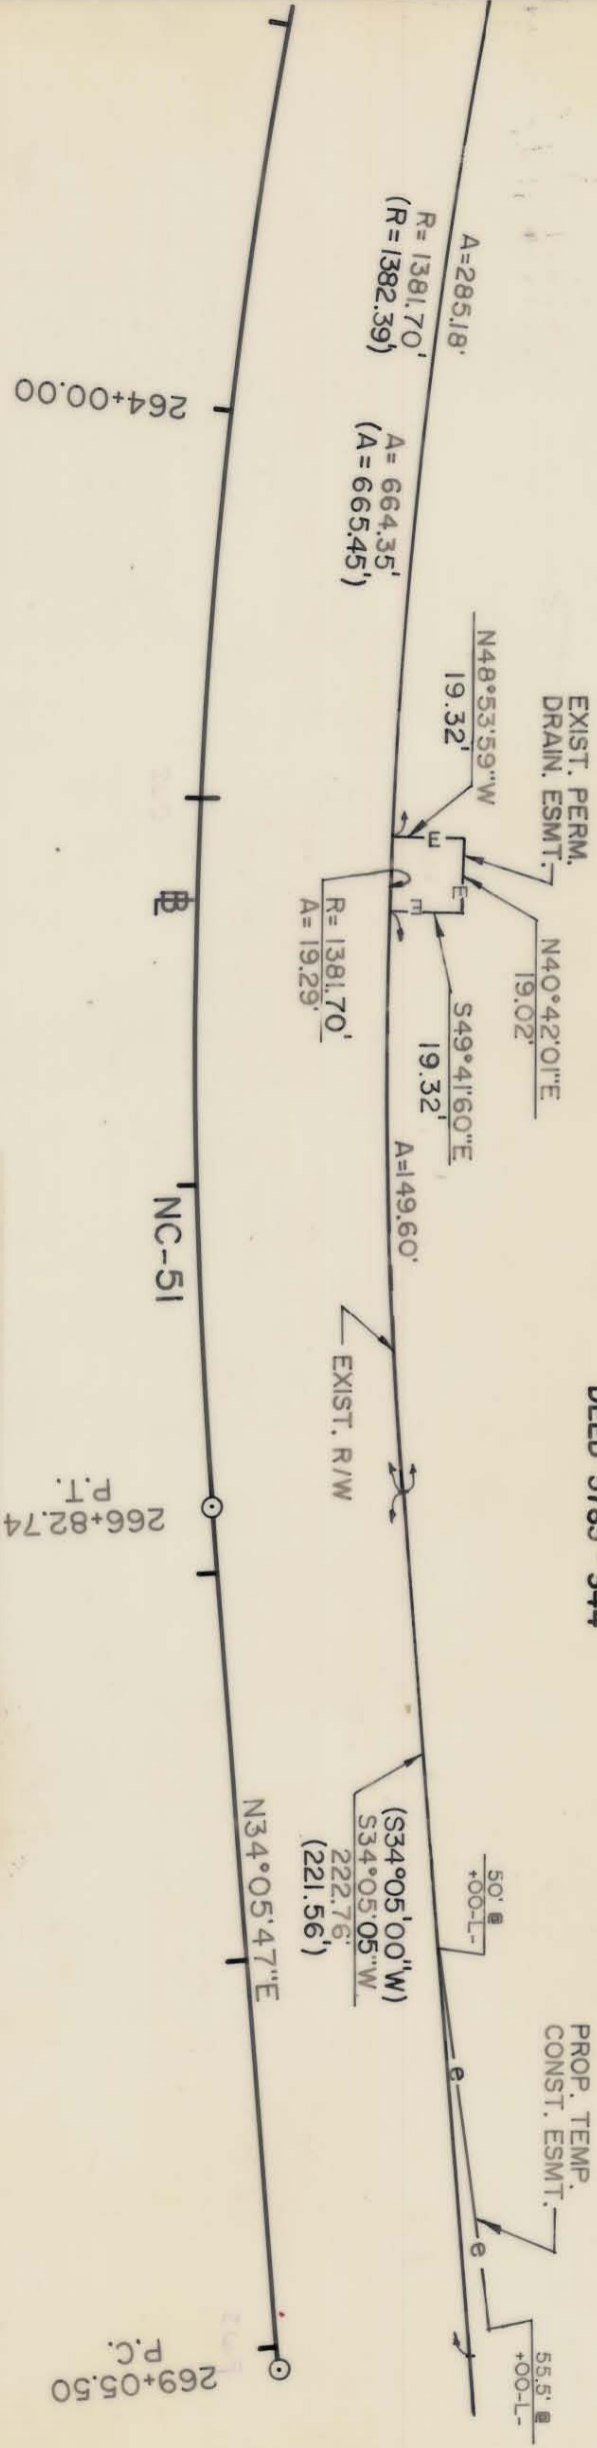 A=285.18'
R= 1381.70'
(R=1382.39')
A= 664.35'
(A=665.45')
264+00.00
EXIST. PERM.
DRAIN. ESMT.
N48°53'59"W
19.32'
E
E
E
N40°42'01"E
19.02'
S49°41'60"E
19.32'
R= 1381.70'
A= 19.29'
A=149.60'
NC-51
EXIST. R/W
266+82.74
P.T.
(S34°05'00"W)
S34°05'05"W
222.76'
(221.56')
N34°05'47"E
50' @
+00-L-
PROP. TEMP.
CONST. ESMT.
e
e
55.5' @
+00-L-
269+05.50
P.C.